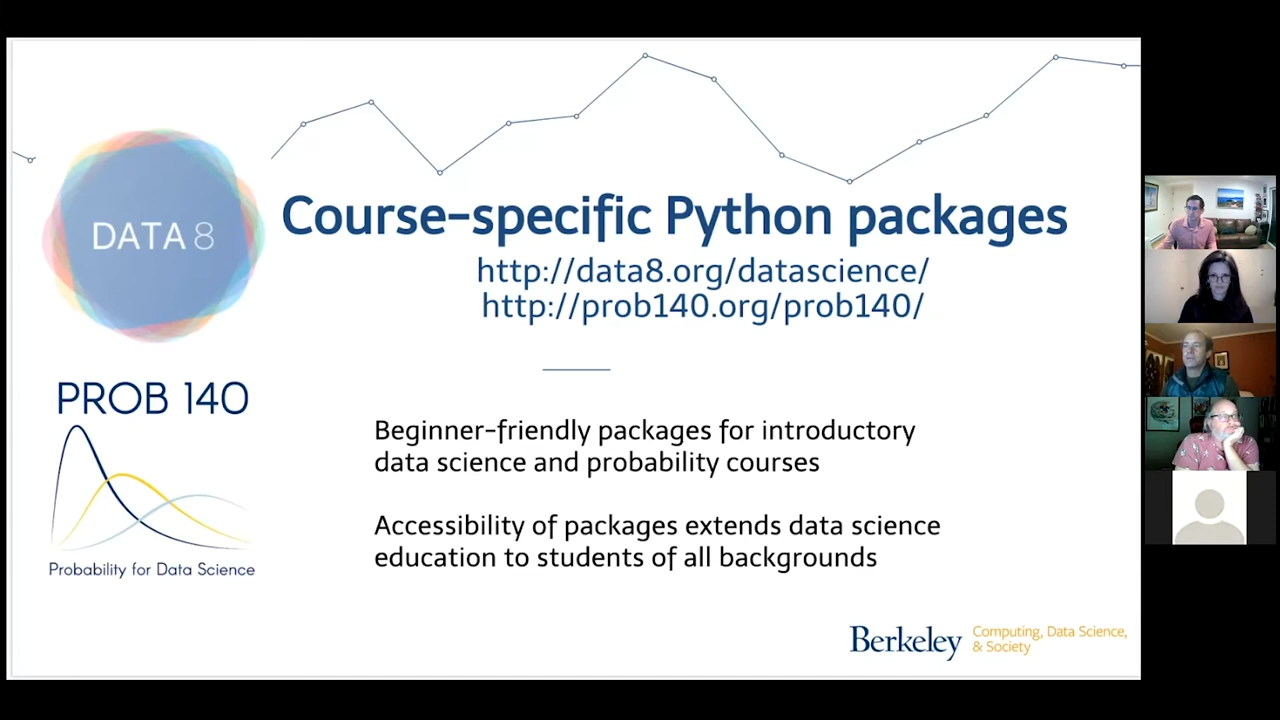 DATA 8
Course-specific Python packages
http://data8.org/datascience/
http://prob140.org/prob140/
PROB 140
Probability for Data Science
Beginner-friendly packages for introductory
data science and probability courses
Accessibility of packages extends data science
education to students of all backgrounds
Berkeley
Computing, Data Science,
& Society